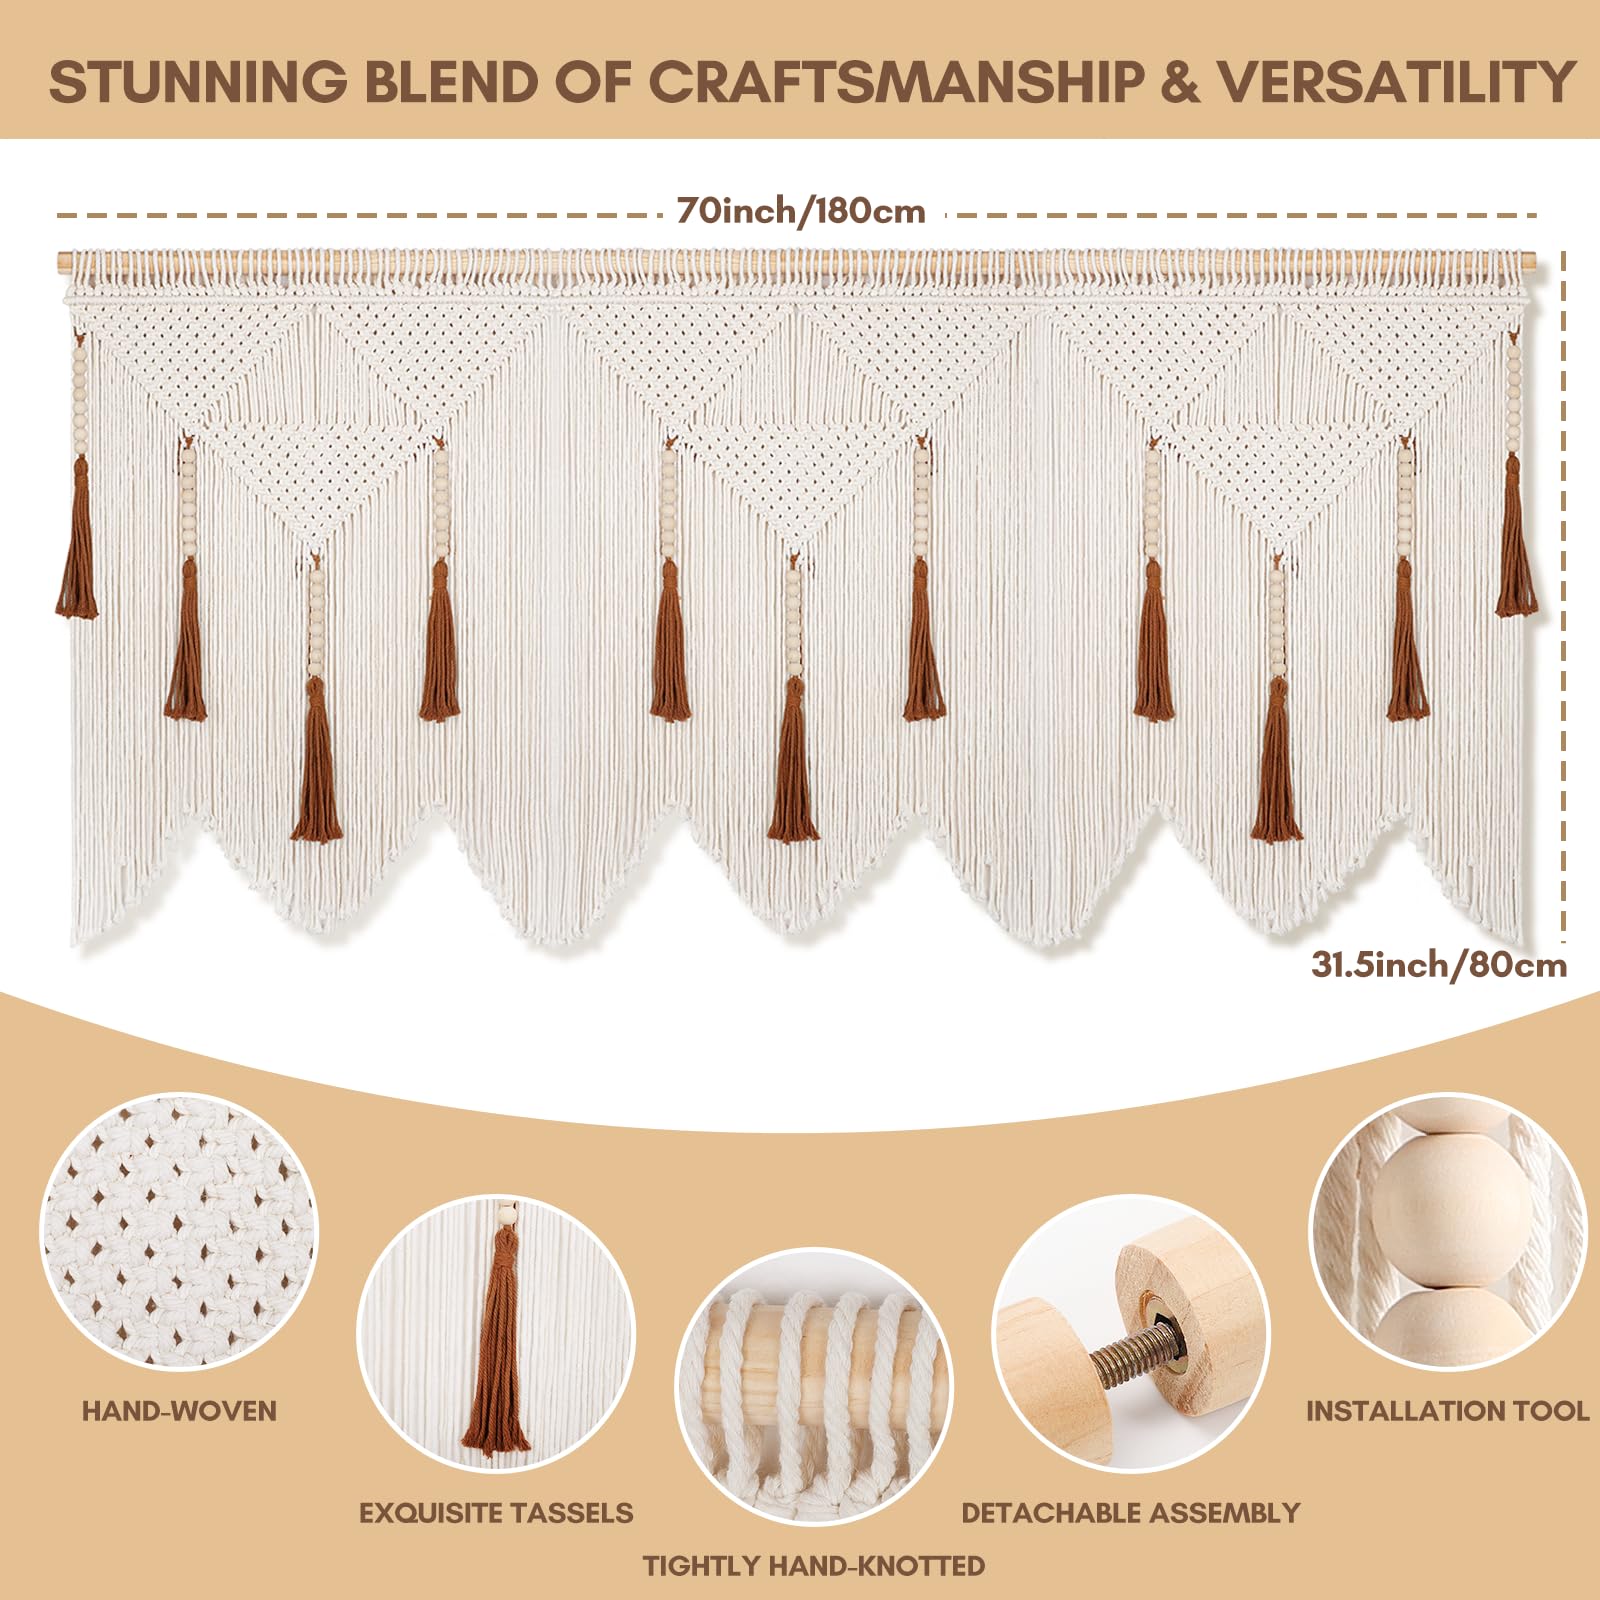 STUNNING BLEND OF CRAFTSMANSHIP & VERSATILITY
70inch/180cm
31.5inch/80cm
HAND-WOVEN
EXQUISITE TASSELS
TIGHTLY HAND-KNOTTED
DETACHABLE ASSEMBLY
INSTALLATION TOOL